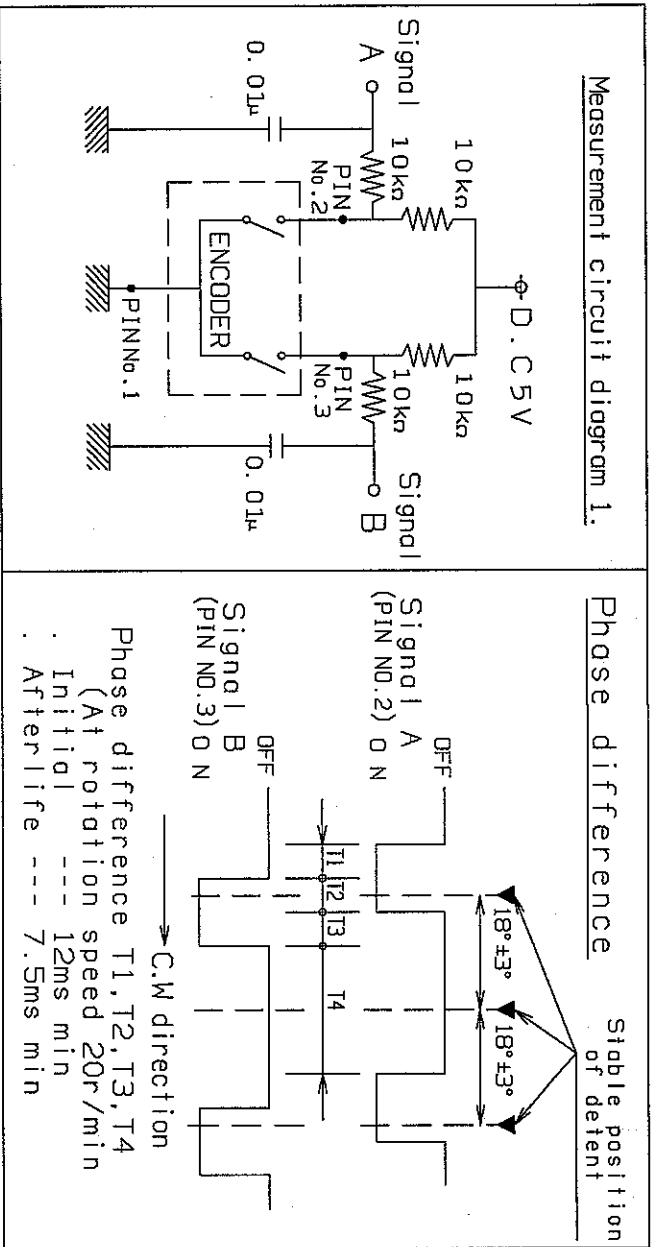 Measurement circuit diagram 1.
D.C5V
10kΩ
10kΩ
Signal
A
10kΩ
PIN
No.2
PIN
No.3
10kΩ
Signal
B
0.01μ
ENCODER
0.01μ
PINNo.1
Phase difference
Stable position
of detent
18°±3°
18°±3°
Signal A
(PIN NO.2)
OFF
ON
T1
T2
T3
T4
Signal B
(PIN NO.3)
OFF
ON
C.W direction
Phase difference T1,T2,T3,T4
(At rotation speed 20r/min
. Initial --- 12ms min
. Afterlife --- 7.5ms min